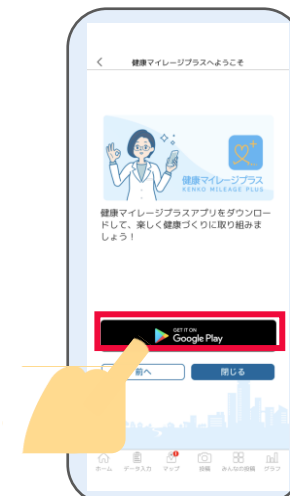 健康マイレージプラスへようこそ
健康マイレージプラス
KENKO MILEAGE PLUS
健康マイレージプラスアプリをダウンロー
ドして、楽しく健康づくりに取り組みま
しょう！
GET IT ON
Google Play
前へ
閉じる
ホーム データ入力 マップ 投稿 みんなの投稿 グラフ